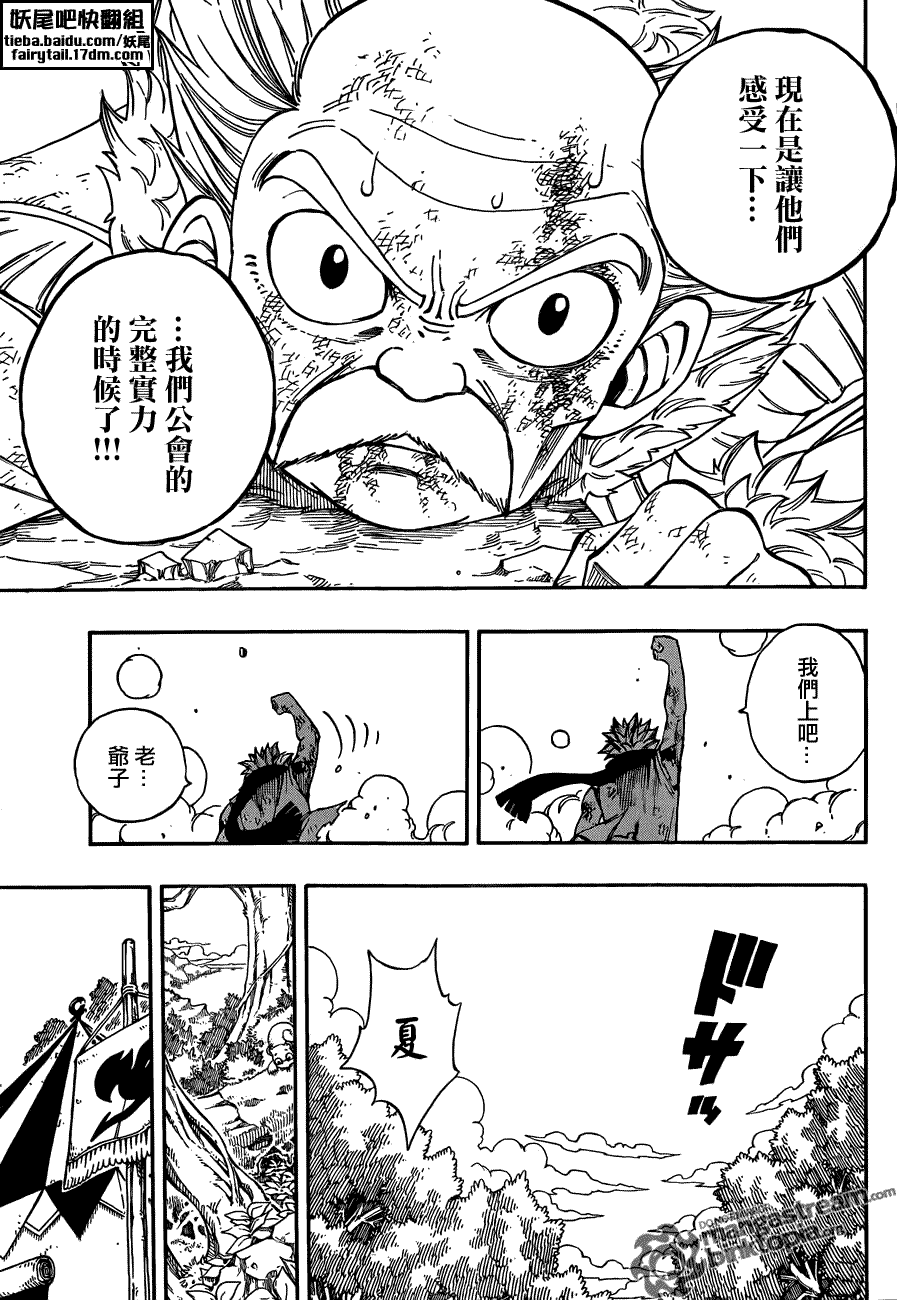 妖尾吧快翻組
tieba.baidu.com/妖尾
fairytail.17dm.com
現在是讓他們
感受一下…
…我們公會的
完整實力
的時候了!!!
我們上吧…
老…
爺子
ドサッ
夏
mangastream.com